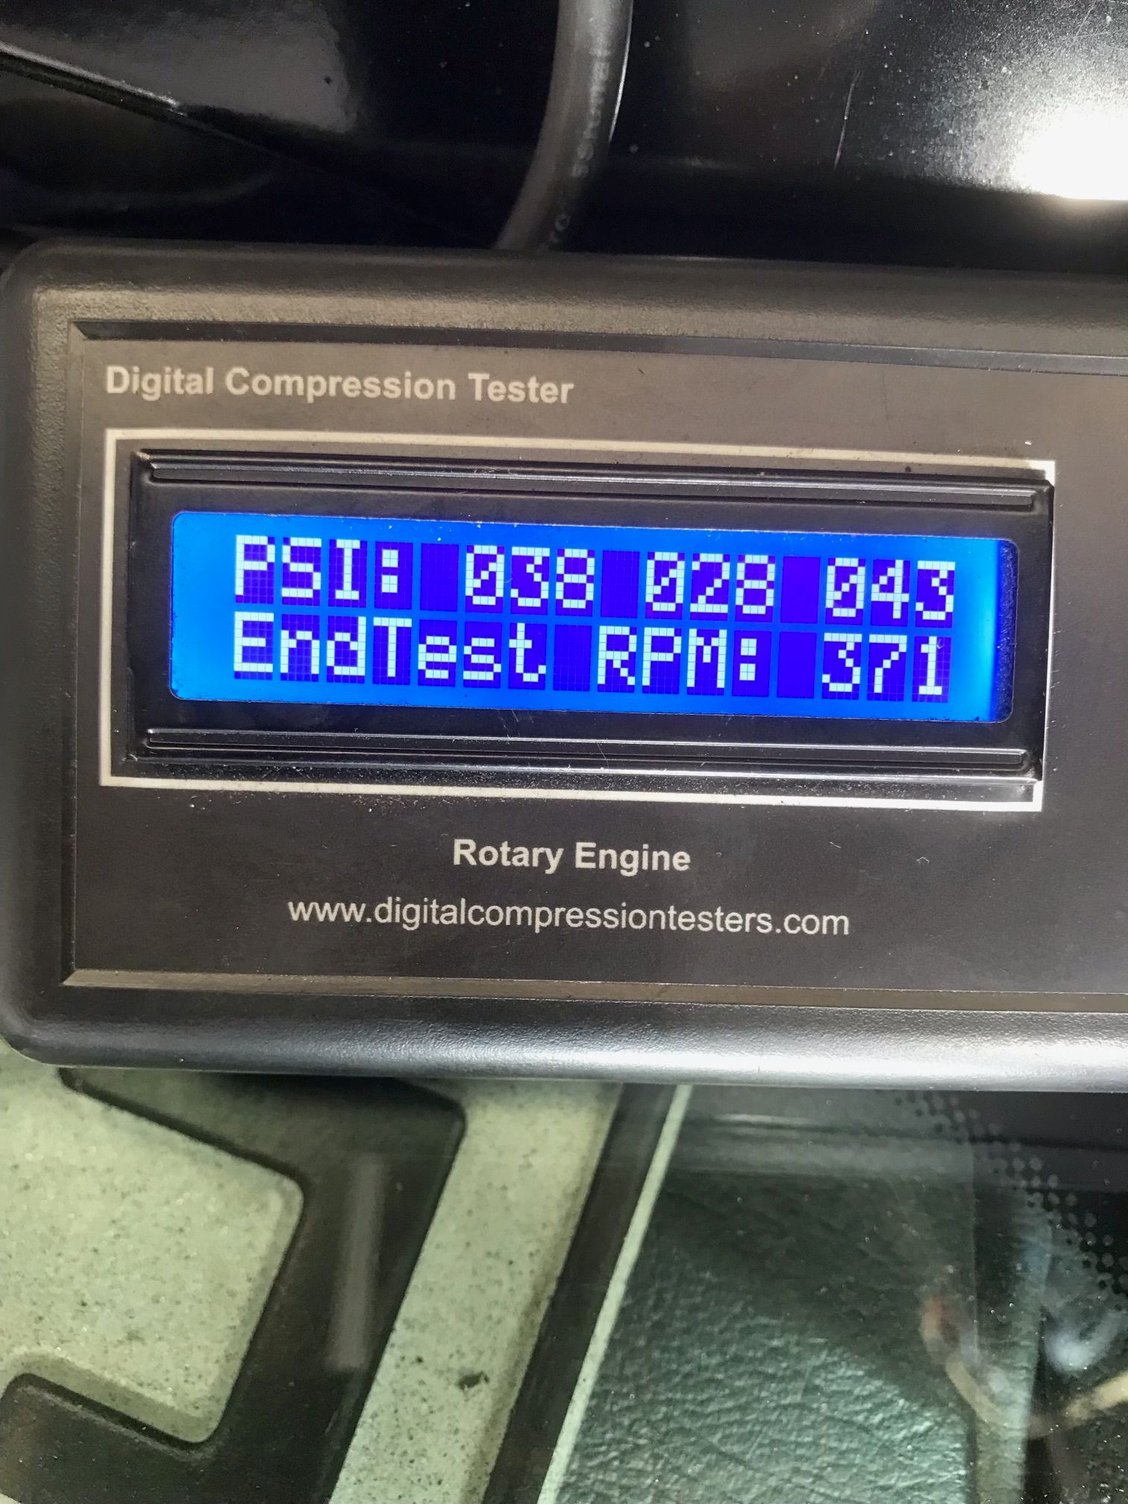 Digital Compression Tester
PSI: 038 028 043
EndTest RPM: 371
Rotary Engine
www.digitalcompressiontesters.com